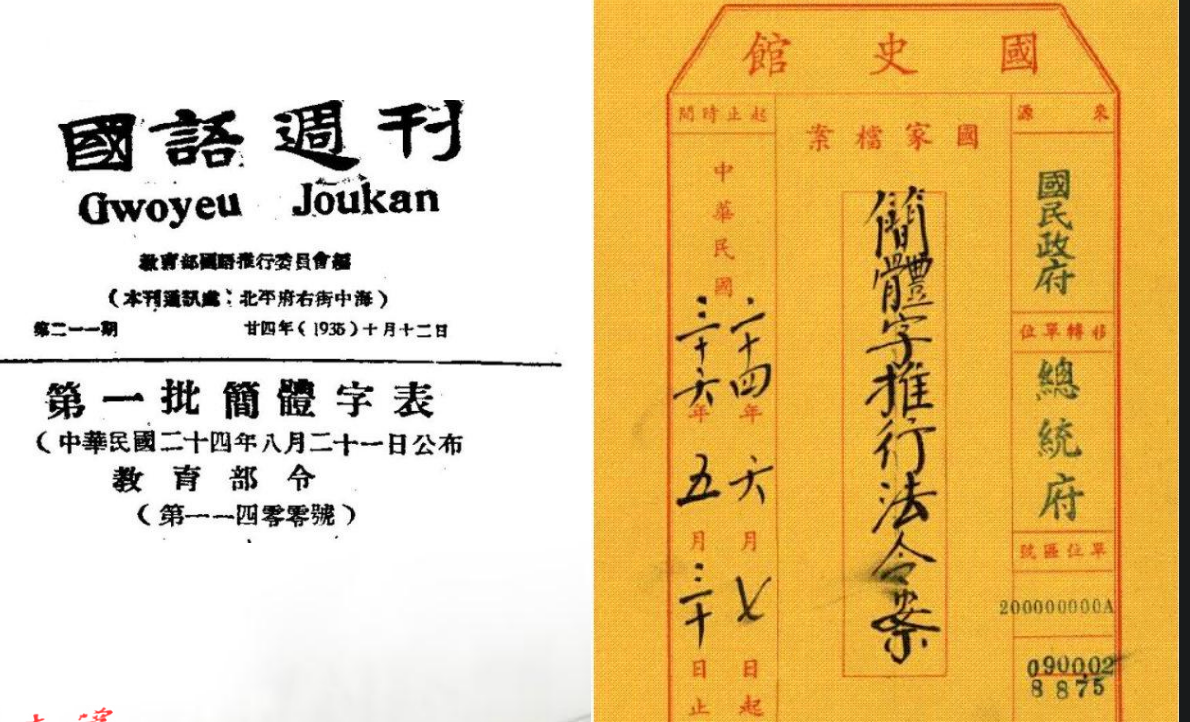 國語週刊
Gwoyeu Joukan
教育部國語推行委員會編
(本刊通訊處：北平府右街中海)
第二一一期 廿四年(1935)十月十二日
第一批簡體字表
(中華民國二十四年八月二十一日公布
教育部令
(第一一四零零號)
國史館
來源
國民政府
移轉單位
總統府
單位區號
200000000A
090002
8875
國家檔案
簡體字推行法令案
起止時間
中華民國
二十四年六月七日起
三十六年五月三十日止